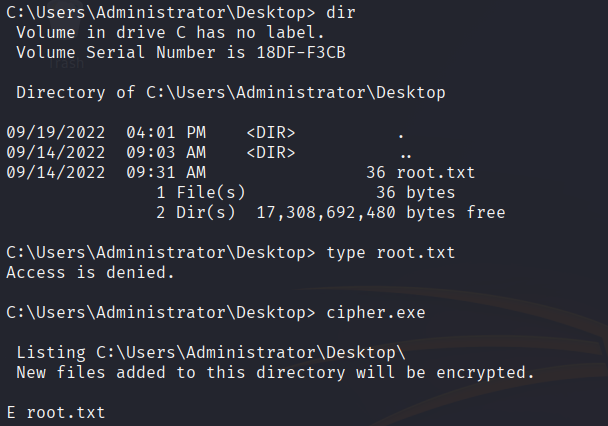 C:\Users\Administrator\Desktop> dir
 Volume in drive C has no label.
 Volume Serial Number is 18DF-F3CB

 Directory of C:\Users\Administrator\Desktop

09/19/2022  04:01 PM    <DIR>          .
09/14/2022  09:03 AM    <DIR>          ..
09/14/2022  09:31 AM                36 root.txt
               1 File(s)             36 bytes
               2 Dir(s)  17,308,692,480 bytes free

C:\Users\Administrator\Desktop> type root.txt
Access is denied.

C:\Users\Administrator\Desktop> cipher.exe

 Listing C:\Users\Administrator\Desktop\
 New files added to this directory will be encrypted.

E root.txt